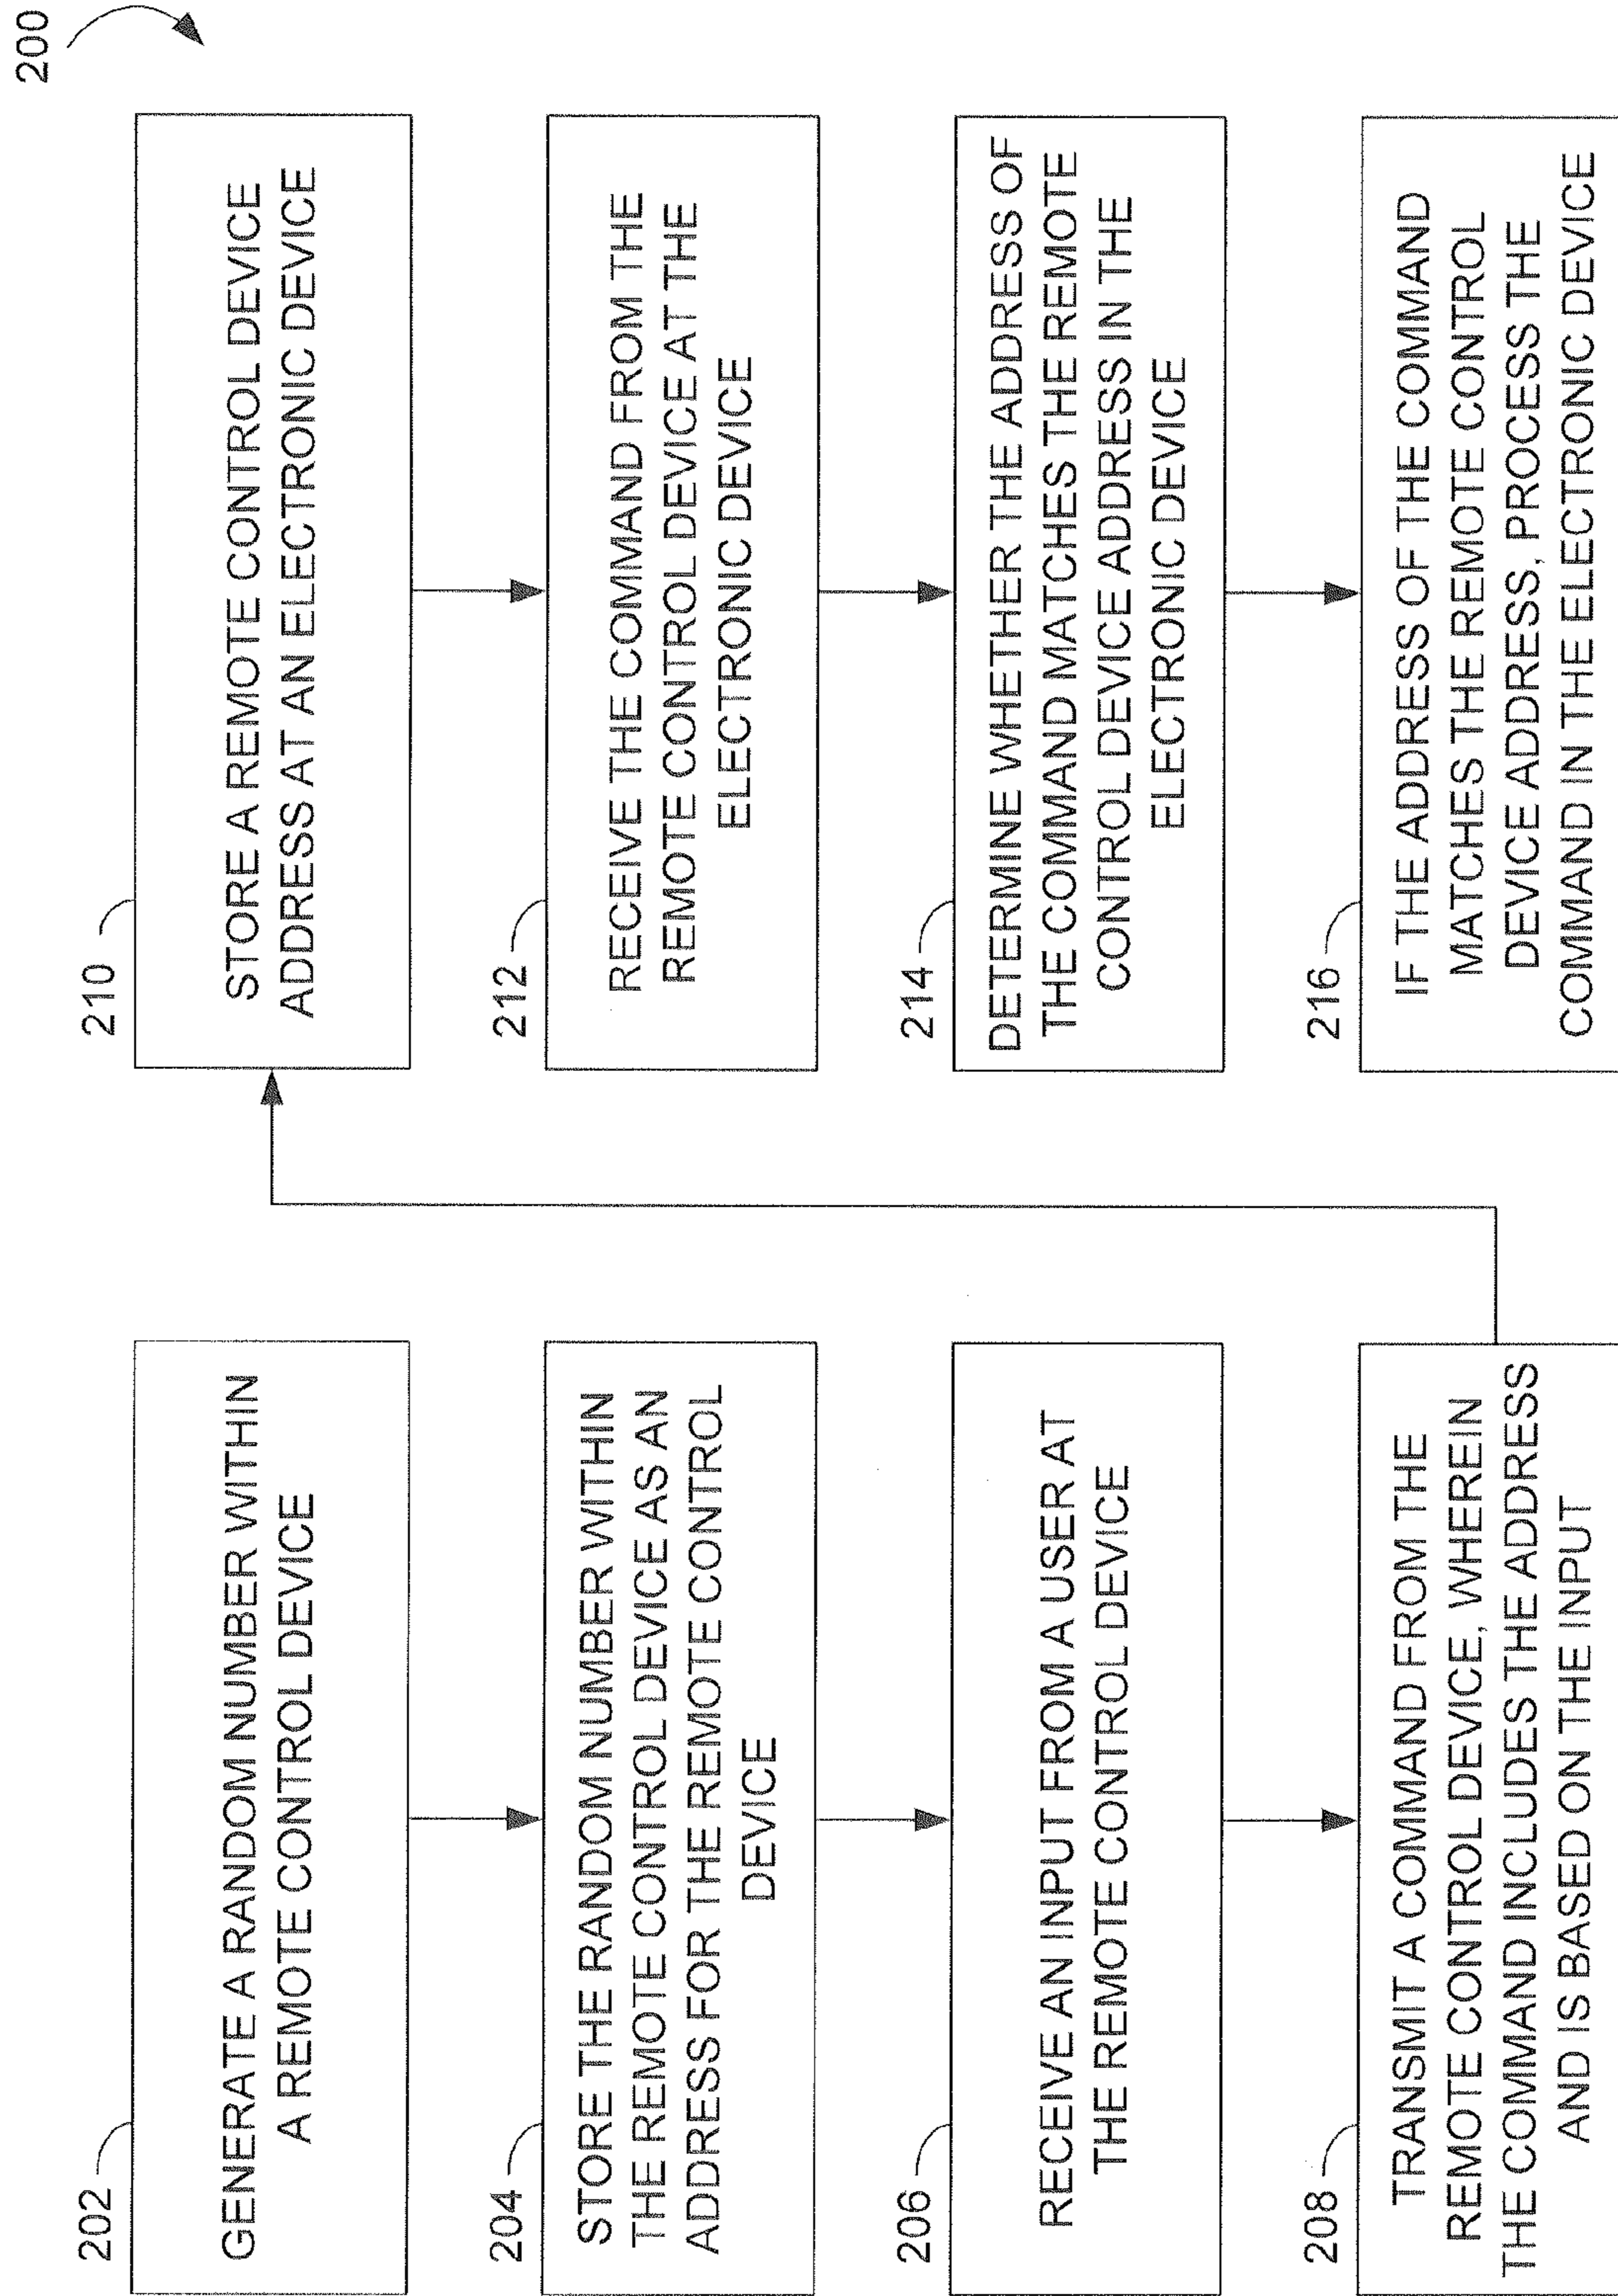 200
202
GENERATE A RANDOM NUMBER WITHIN
A REMOTE CONTROL DEVICE
204
STORE THE RANDOM NUMBER WITHIN
THE REMOTE CONTROL DEVICE AS AN
ADDRESS FOR THE REMOTE CONTROL
DEVICE
206
RECEIVE AN INPUT FROM A USER AT
THE REMOTE CONTROL DEVICE
208
TRANSMIT A COMMAND FROM THE
REMOTE CONTROL DEVICE, WHEREIN
THE COMMAND INCLUDES THE ADDRESS
AND IS BASED ON THE INPUT
210
STORE A REMOTE CONTROL DEVICE
ADDRESS AT AN ELECTRONIC DEVICE
212
RECEIVE THE COMMAND FROM THE
REMOTE CONTROL DEVICE AT THE
ELECTRONIC DEVICE
214
DETERMINE WHETHER THE ADDRESS OF
THE COMMAND MATCHES THE REMOTE
CONTROL DEVICE ADDRESS IN THE
ELECTRONIC DEVICE
216
IF THE ADDRESS OF THE COMMAND
MATCHES THE REMOTE CONTROL
DEVICE ADDRESS, PROCESS THE
COMMAND IN THE ELECTRONIC DEVICE